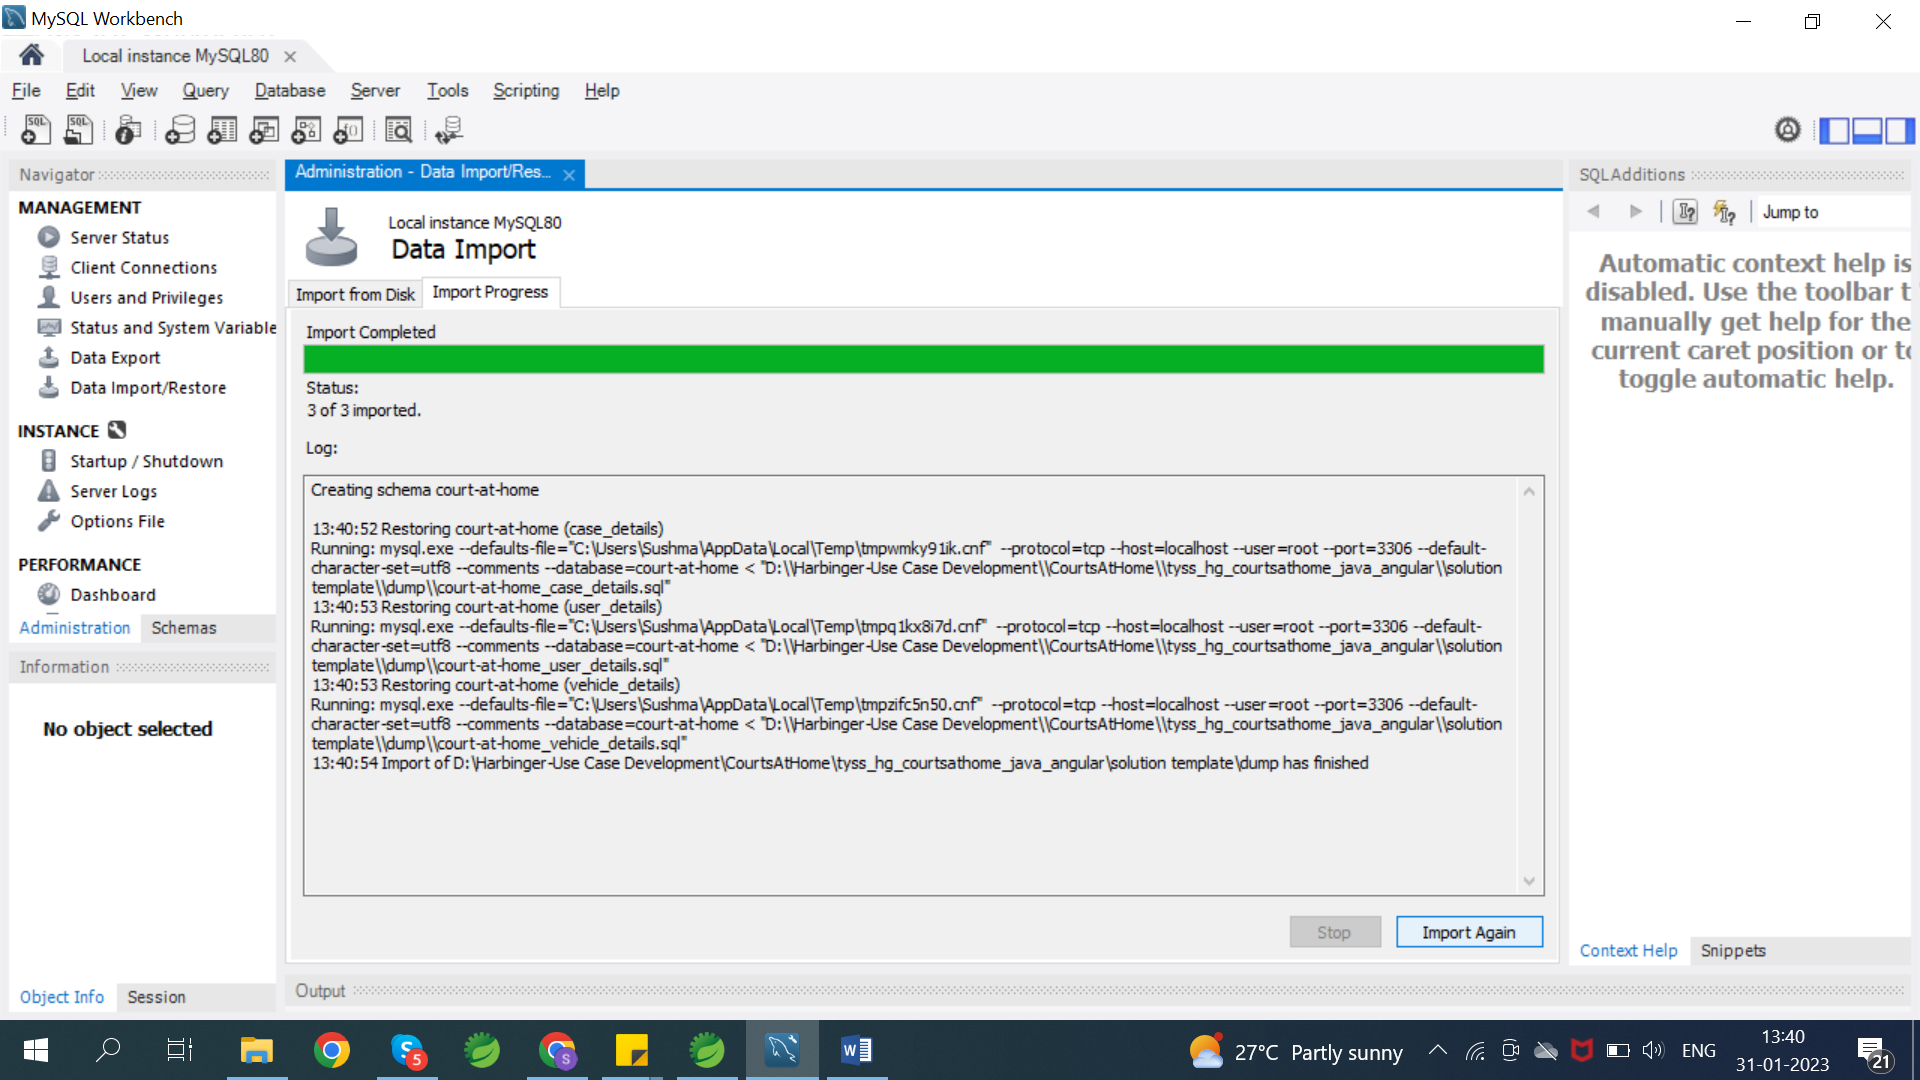 MySQL Workbench
Local instance MySQL80
File Edit View Query Database Server Tools Scripting Help
Navigator
MANAGEMENT
Server Status
Client Connections
Users and Privileges
Status and System Variable
Data Export
Data Import/Restore
INSTANCE
Startup / Shutdown
Server Logs
Options File
PERFORMANCE
Dashboard
Administration Schemas
Information
No object selected
Object Info Session
Administration - Data Import/Res...
Local instance MySQL80
Data Import
Import from Disk Import Progress
Import Completed
Status:
3 of 3 imported.
Log:
Creating schema court-at-home
13:40:52 Restoring court-at-home (case_details)
Running: mysql.exe --defaults-file="C:\Users\Sushma\AppData\Local\Temp\tmpwmky91ik.cnf" --protocol=tcp --host=localhost --user=root --port=3306 --default-
character-set=utf8 --comments --database=court-at-home < "D:\\Harbinger-Use Case Development\\CourtsAtHome\\tyss_hg_courtsathome_java_angular\\solution
template\\dump\\court-at-home_case_details.sql"
13:40:53 Restoring court-at-home (user_details)
Running: mysql.exe --defaults-file="C:\Users\Sushma\AppData\Local\Temp\tmpq1kx8i7d.cnf" --protocol=tcp --host=localhost --user=root --port=3306 --default-
character-set=utf8 --comments --database=court-at-home < "D:\\Harbinger-Use Case Development\\CourtsAtHome\\tyss_hg_courtsathome_java_angular\\solution
template\\dump\\court-at-home_user_details.sql"
13:40:53 Restoring court-at-home (vehicle_details)
Running: mysql.exe --defaults-file="C:\Users\Sushma\AppData\Local\Temp\tmpzifc5n50.cnf" --protocol=tcp --host=localhost --user=root --port=3306 --default-
character-set=utf8 --comments --database=court-at-home < "D:\\Harbinger-Use Case Development\\CourtsAtHome\\tyss_hg_courtsathome_java_angular\\solution
template\\dump\\court-at-home_vehicle_details.sql"
13:40:54 Import of D:\Harbinger-Use Case Development\CourtsAtHome\tyss_hg_courtsathome_java_angular\solution template\dump has finished
Stop Import Again
Output
SQLAdditions
Jump to
Automatic context help is
disabled. Use the toolbar t
manually get help for the
current caret position or to
toggle automatic help.
Context Help Snippets
27°C Partly sunny
ENG
13:40
31-01-2023
21